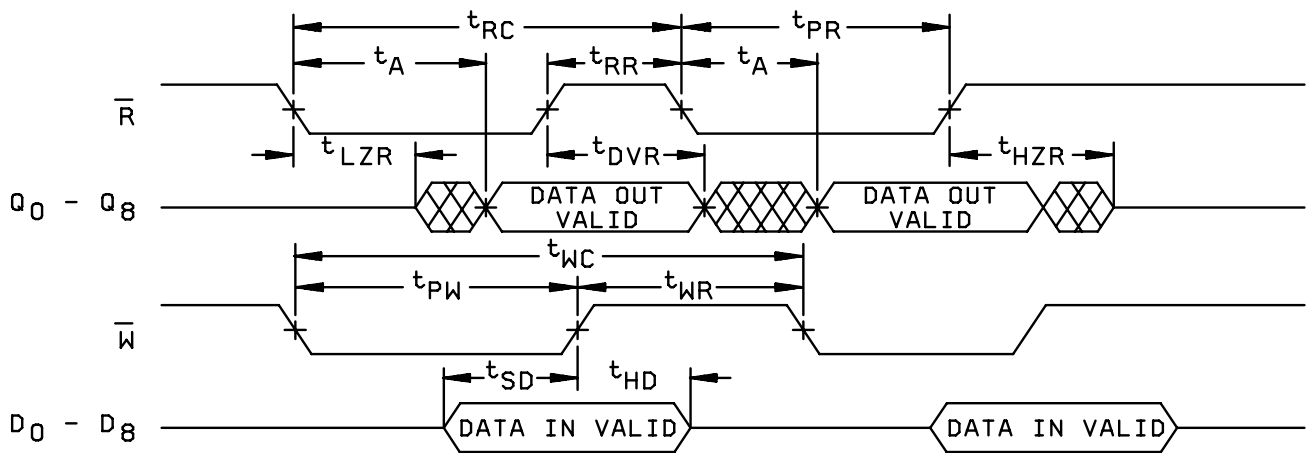 tRC tPR
tA tRR tA
R̅
tLZR tDVR tHZR
Q0 - Q8 DATA OUT VALID DATA OUT VALID
tWC
tPW tWR
W̅
tSD tHD
D0 - D8 DATA IN VALID DATA IN VALID